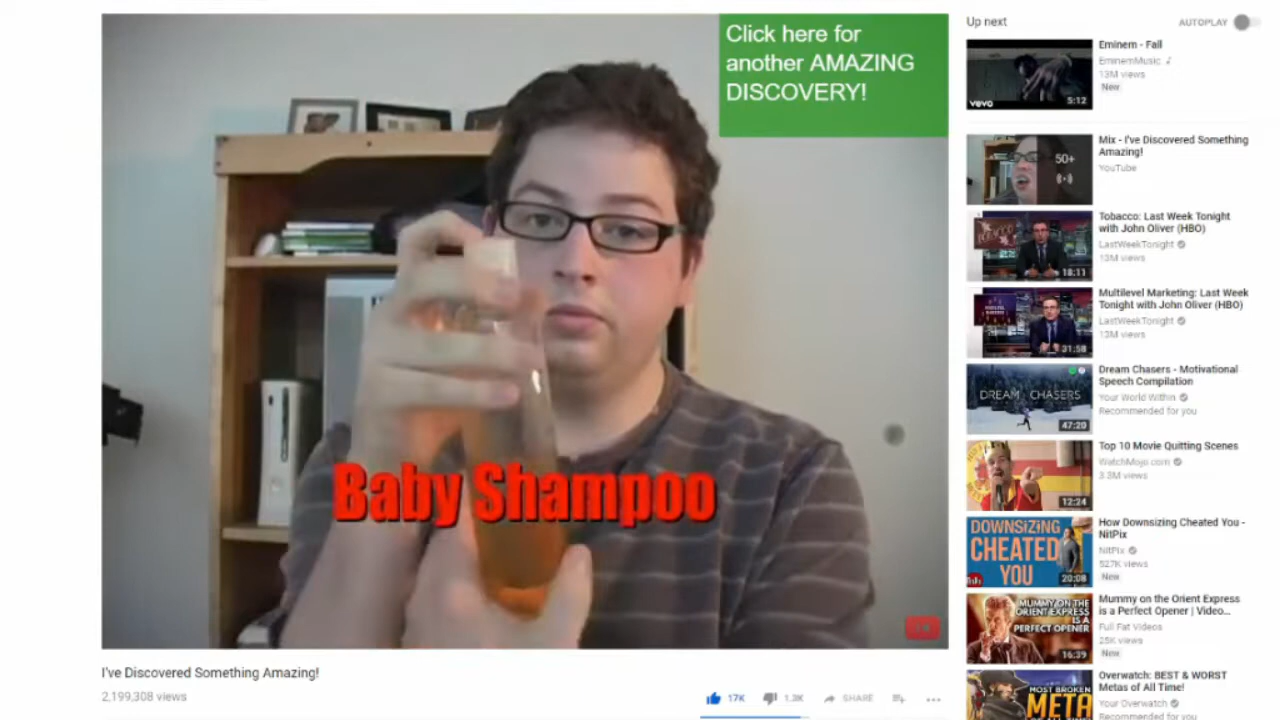 Click here for
another AMAZING
DISCOVERY!
Baby Shampoo
I've Discovered Something Amazing!
2,199,308 views
17K
1.3K
SHARE
Up next
AUTOPLAY
Eminem - Fall
EminemMusic
13M views
New
vevo
5:12
Mix - I've Discovered Something
Amazing!
YouTube
50+
Tobacco: Last Week Tonight
with John Oliver (HBO)
LastWeekTonight
13M views
18:11
Multilevel Marketing: Last Week
Tonight with John Oliver (HBO)
LastWeekTonight
13M views
31:58
Dream Chasers - Motivational
Speech Compilation
Your World Within
Recommended for you
DREAM CHASERS
47:20
Top 10 Movie Quitting Scenes
WatchMojo.com
3.3M views
12:24
How Downsizing Cheated You -
NitPix
NitPix
527K views
New
DOWNSIZING
CHEATED
YOU
20:08
Mummy on the Orient Express
is a Perfect Opener | Video...
Full Fat Videos
25K views
New
MUMMY ON THE
ORIENT EXPRESS
IS A
PERFECT OPENER
16:39
Overwatch: BEST & WORST
Metas of All Time!
Your Overwatch
Recommended for you
MOST BROKEN
META